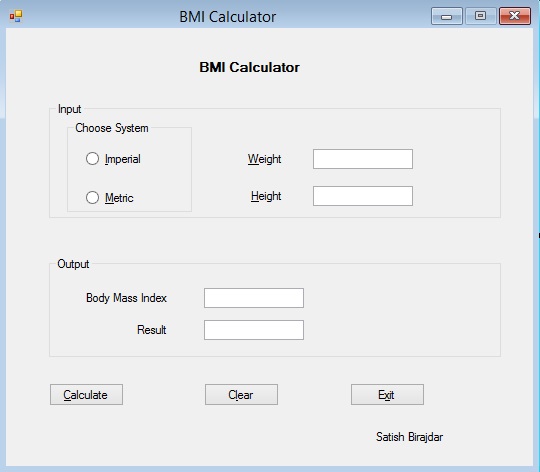 BMI Calculator
BMI Calculator
Input
Choose System
Imperial
Weight
Metric
Height
Output
Body Mass Index
Result
Calculate
Clear
Exit
Satish Birajdar